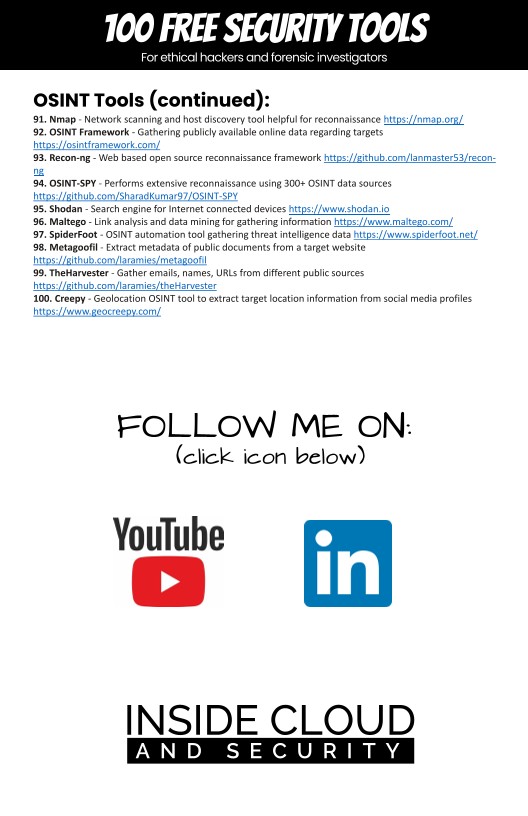 100 FREE SECURITY TOOLS
For ethical hackers and forensic investigators
OSINT Tools (continued):
91. Nmap - Network scanning and host discovery tool helpful for reconnaissance https://nmap.org/
92. OSINT Framework - Gathering publicly available online data regarding targets
https://osintframework.com/
93. Recon-ng - Web based open source reconnaissance framework https://github.com/lanmaster53/recon-
ng
94. OSINT-SPY - Performs extensive reconnaissance using 300+ OSINT data sources
https://github.com/SharadKumar97/OSINT-SPY
95. Shodan - Search engine for Internet connected devices https://www.shodan.io
96. Maltego - Link analysis and data mining for gathering information https://www.maltego.com/
97. SpiderFoot - OSINT automation tool gathering threat intelligence data https://www.spiderfoot.net/
98. Metagoofil - Extract metadata of public documents from a target website
https://github.com/laramies/metagoofil
99. TheHarvester - Gather emails, names, URLs from different public sources
https://github.com/laramies/theHarvester
100. Creepy - Geolocation OSINT tool to extract target location information from social media profiles
https://www.geocreepy.com/
FOLLOW ME ON:
(click icon below)
YouTube
in
INSIDE CLOUD
AND SECURITY